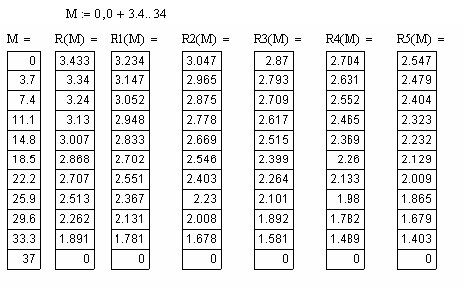 M := 0,0 + 3.4..34
M = R(M) = R1(M) = R2(M) = R3(M) = R4(M) = R5(M) =
0 3.433 3.234 3.047 2.87 2.704 2.547
3.7 3.34 3.147 2.965 2.793 2.631 2.479
7.4 3.24 3.052 2.875 2.709 2.552 2.404
11.1 3.13 2.948 2.778 2.617 2.465 2.323
14.8 3.007 2.833 2.669 2.515 2.369 2.232
18.5 2.868 2.702 2.546 2.399 2.26 2.129
22.2 2.707 2.551 2.403 2.264 2.133 2.009
25.9 2.513 2.367 2.23 2.101 1.98 1.865
29.6 2.262 2.131 2.008 1.892 1.782 1.679
33.3 1.891 1.781 1.678 1.581 1.489 1.403
37 0 0 0 0 0 0